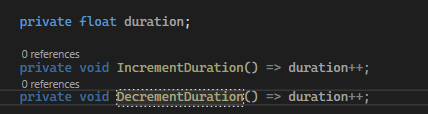 private float duration;
0 references
private void IncrementDuration() => duration++;
0 references
private void DecrementDuration() => duration++;